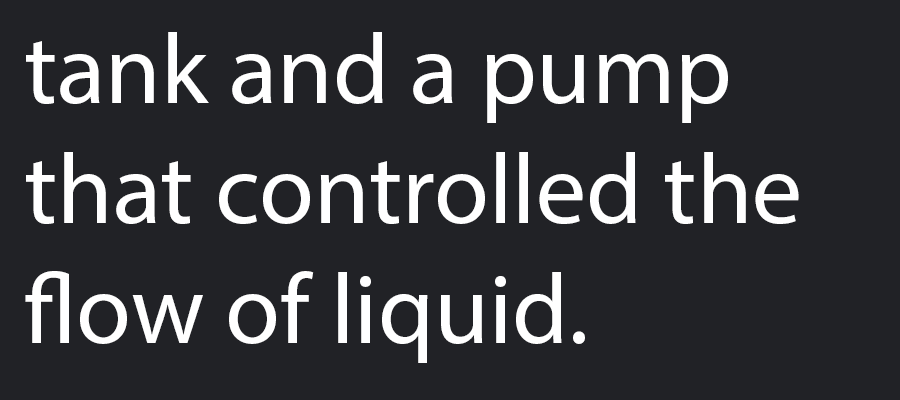 tank and a pump
that controlled the
flow of liquid.